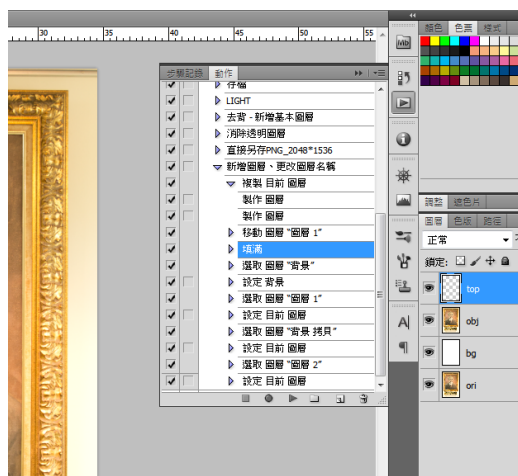 30 35 40 45 50 55
顏色 色票 樣式
Mb
步驟記錄 動作
存檔
LIGHT
去背 - 新增基本圖層
消除透明圖層
直接另存PNG_2048*1536
新增圖層、更改圖層名稱
複製 目前 圖層
製作 圖層
製作 圖層
移動 圖層 "圖層 1"
填滿
選取 圖層 "背景"
設定 背景
選取 圖層 "圖層 1"
設定 目前 圖層
選取 圖層 "背景 拷貝"
設定 目前 圖層
選取 圖層 "圖層 2"
設定 目前 圖層
調整 遮色片
圖層 色版 路徑
正常
鎖定:
top
obj
bg
ori